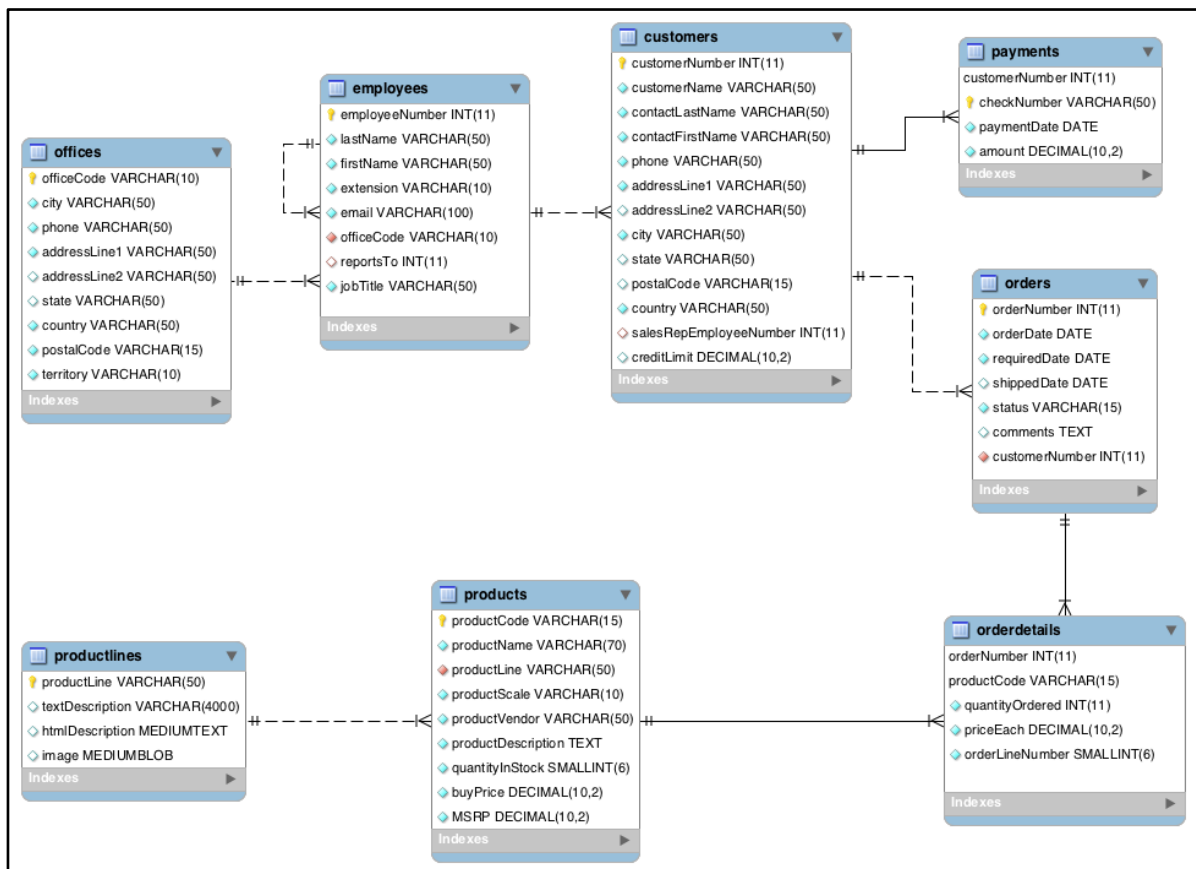 offices
officeCode VARCHAR(10)
city VARCHAR(50)
phone VARCHAR(50)
addressLine1 VARCHAR(50)
addressLine2 VARCHAR(50)
state VARCHAR(50)
country VARCHAR(50)
postalCode VARCHAR(15)
territory VARCHAR(10)
Indexes
employees
employeeNumber INT(11)
lastName VARCHAR(50)
firstName VARCHAR(50)
extension VARCHAR(10)
email VARCHAR(100)
officeCode VARCHAR(10)
reportsTo INT(11)
jobTitle VARCHAR(50)
Indexes
customers
customerNumber INT(11)
customerName VARCHAR(50)
contactLastName VARCHAR(50)
contactFirstName VARCHAR(50)
phone VARCHAR(50)
addressLine1 VARCHAR(50)
addressLine2 VARCHAR(50)
city VARCHAR(50)
state VARCHAR(50)
postalCode VARCHAR(15)
country VARCHAR(50)
salesRepEmployeeNumber INT(11)
creditLimit DECIMAL(10,2)
Indexes
payments
customerNumber INT(11)
checkNumber VARCHAR(50)
paymentDate DATE
amount DECIMAL(10,2)
Indexes
orders
orderNumber INT(11)
orderDate DATE
requiredDate DATE
shippedDate DATE
status VARCHAR(15)
comments TEXT
customerNumber INT(11)
Indexes
productlines
productLine VARCHAR(50)
textDescription VARCHAR(4000)
htmlDescription MEDIUMTEXT
image MEDIUMBLOB
Indexes
products
productCode VARCHAR(15)
productName VARCHAR(70)
productLine VARCHAR(50)
productScale VARCHAR(10)
productVendor VARCHAR(50)
productDescription TEXT
quantityInStock SMALLINT(6)
buyPrice DECIMAL(10,2)
MSRP DECIMAL(10,2)
Indexes
orderdetails
orderNumber INT(11)
productCode VARCHAR(15)
quantityOrdered INT(11)
priceEach DECIMAL(10,2)
orderLineNumber SMALLINT(6)
Indexes